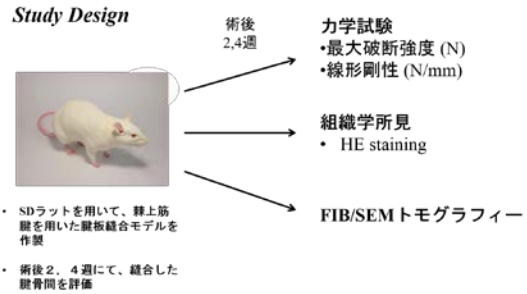 Study Design
術後
2,4週
力学試験
•最大破断強度 (N)
•線形剛性 (N/mm)
組織学所見
• HE staining
FIB/SEMトモグラフィー
• SDラットを用いて、棘上筋
腱を用いた腱板縫合モデルを
作製
• 術後２，４週にて、縫合した
腱骨間を評価